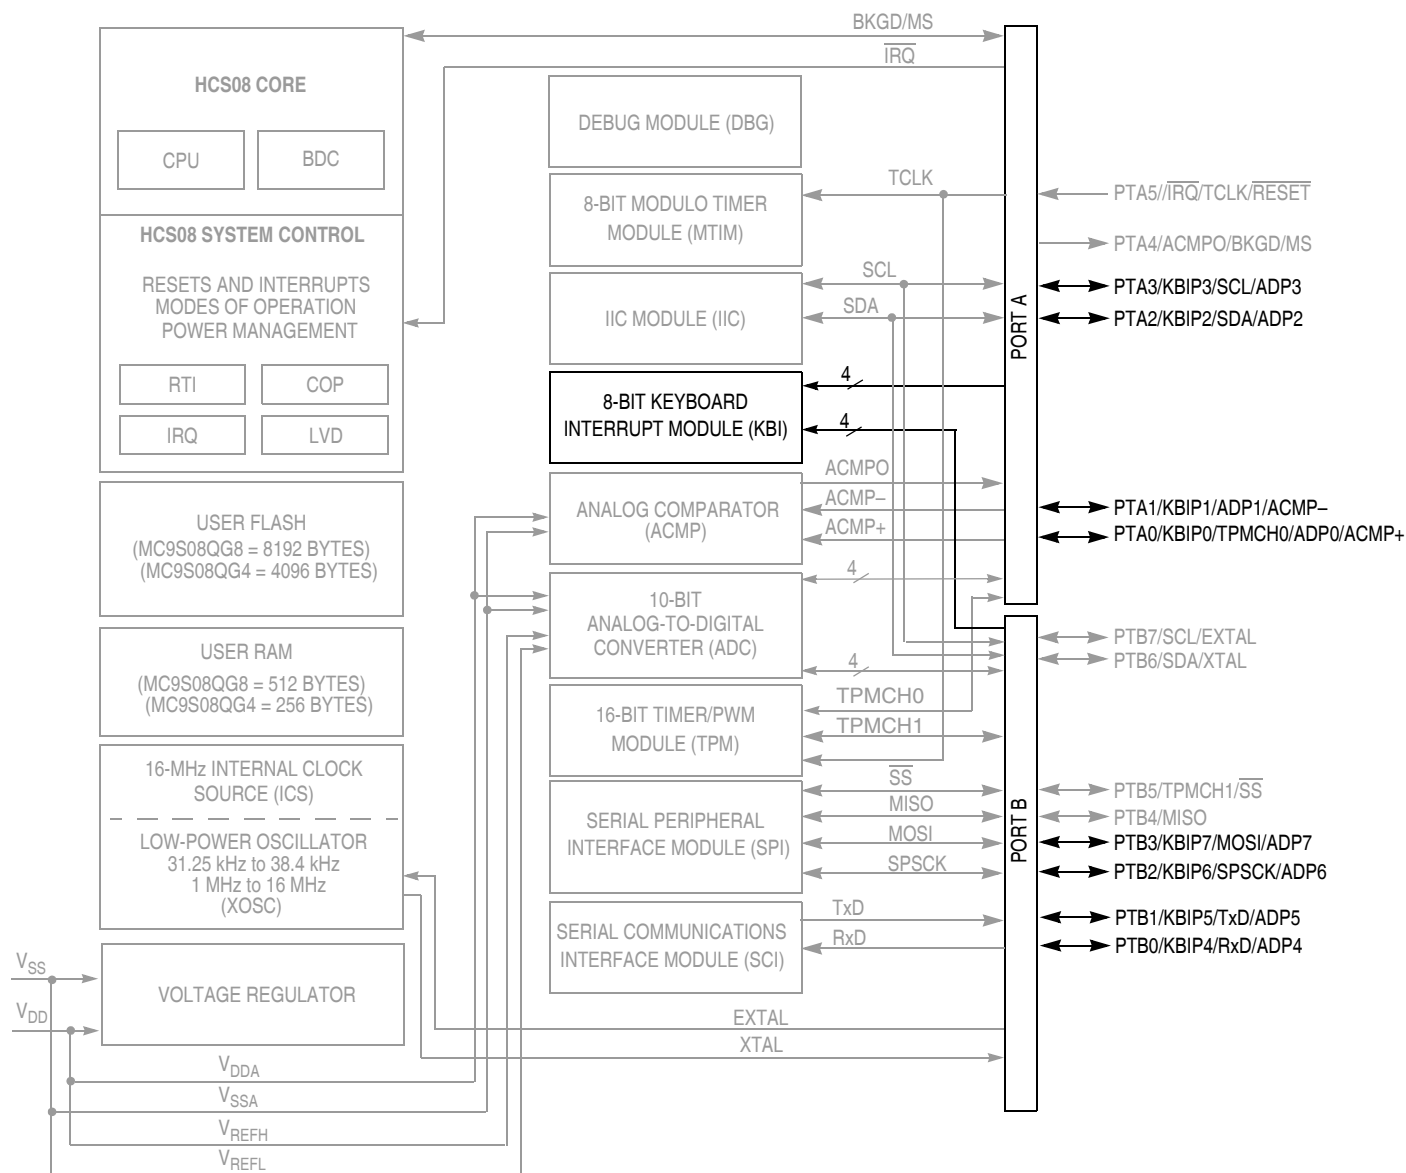 BKGD/MS
IRQ
HCS08 CORE
CPU
BDC
HCS08 SYSTEM CONTROL
RESETS AND INTERRUPTS
MODES OF OPERATION
POWER MANAGEMENT
RTI
COP
IRQ
LVD
USER FLASH
(MC9S08QG8 = 8192 BYTES)
(MC9S08QG4 = 4096 BYTES)
USER RAM
(MC9S08QG8 = 512 BYTES)
(MC9S08QG4 = 256 BYTES)
16-MHz INTERNAL CLOCK
SOURCE (ICS)
LOW-POWER OSCILLATOR
31.25 kHz to 38.4 kHz
1 MHz to 16 MHz
(XOSC)
VSS
VDD
VOLTAGE REGULATOR
VDDA
VSSA
VREFH
VREFL
DEBUG MODULE (DBG)
8-BIT MODULO TIMER
MODULE (MTIM)
TCLK
IIC MODULE (IIC)
SCL
SDA
8-BIT KEYBOARD
INTERRUPT MODULE (KBI)
4
4
ANALOG COMPARATOR
(ACMP)
ACMPO
ACMP–
ACMP+
10-BIT
ANALOG-TO-DIGITAL
CONVERTER (ADC)
4
4
16-BIT TIMER/PWM
MODULE (TPM)
TPMCH0
TPMCH1
SERIAL PERIPHERAL
INTERFACE MODULE (SPI)
SS
MISO
MOSI
SPSCK
SERIAL COMMUNICATIONS
INTERFACE MODULE (SCI)
TxD
RxD
EXTAL
XTAL
PORT A
PTA5//IRQ/TCLK/RESET
PTA4/ACMPO/BKGD/MS
PTA3/KBIP3/SCL/ADP3
PTA2/KBIP2/SDA/ADP2
PTA1/KBIP1/ADP1/ACMP–
PTA0/KBIP0/TPMCH0/ADP0/ACMP+
PORT B
PTB7/SCL/EXTAL
PTB6/SDA/XTAL
PTB5/TPMCH1/SS
PTB4/MISO
PTB3/KBIP7/MOSI/ADP7
PTB2/KBIP6/SPSCK/ADP6
PTB1/KBIP5/TxD/ADP5
PTB0/KBIP4/RxD/ADP4